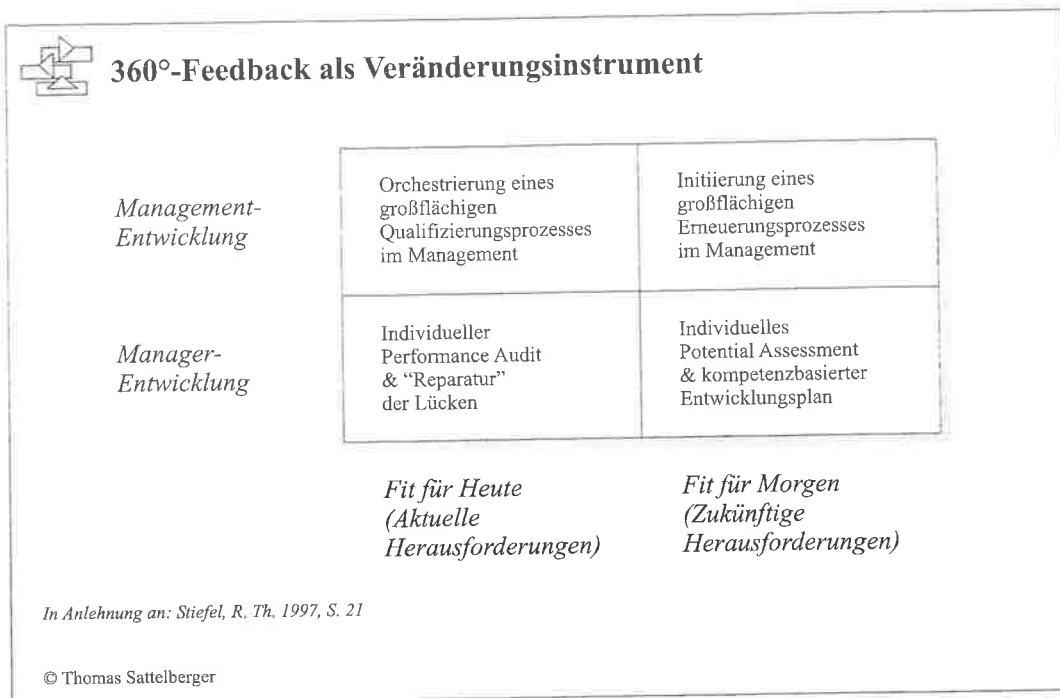 360°-Feedback als Veränderungsinstrument
Management-
Entwicklung
Orchestrierung eines
großflächigen
Qualifizierungsprozesses
im Management
Initiierung eines
großflächigen
Erneuerungsprozesses
im Management
Manager-
Entwicklung
Individueller
Performance Audit
& “Reparatur”
der Lücken
Individuelles
Potential Assessment
& kompetenzbasierter
Entwicklungsplan
Fit für Heute
(Aktuelle
Herausforderungen)
Fit für Morgen
(Zukünftige
Herausforderungen)
In Anlehnung an: Stiefel, R. Th. 1997, S. 21
© Thomas Sattelberger